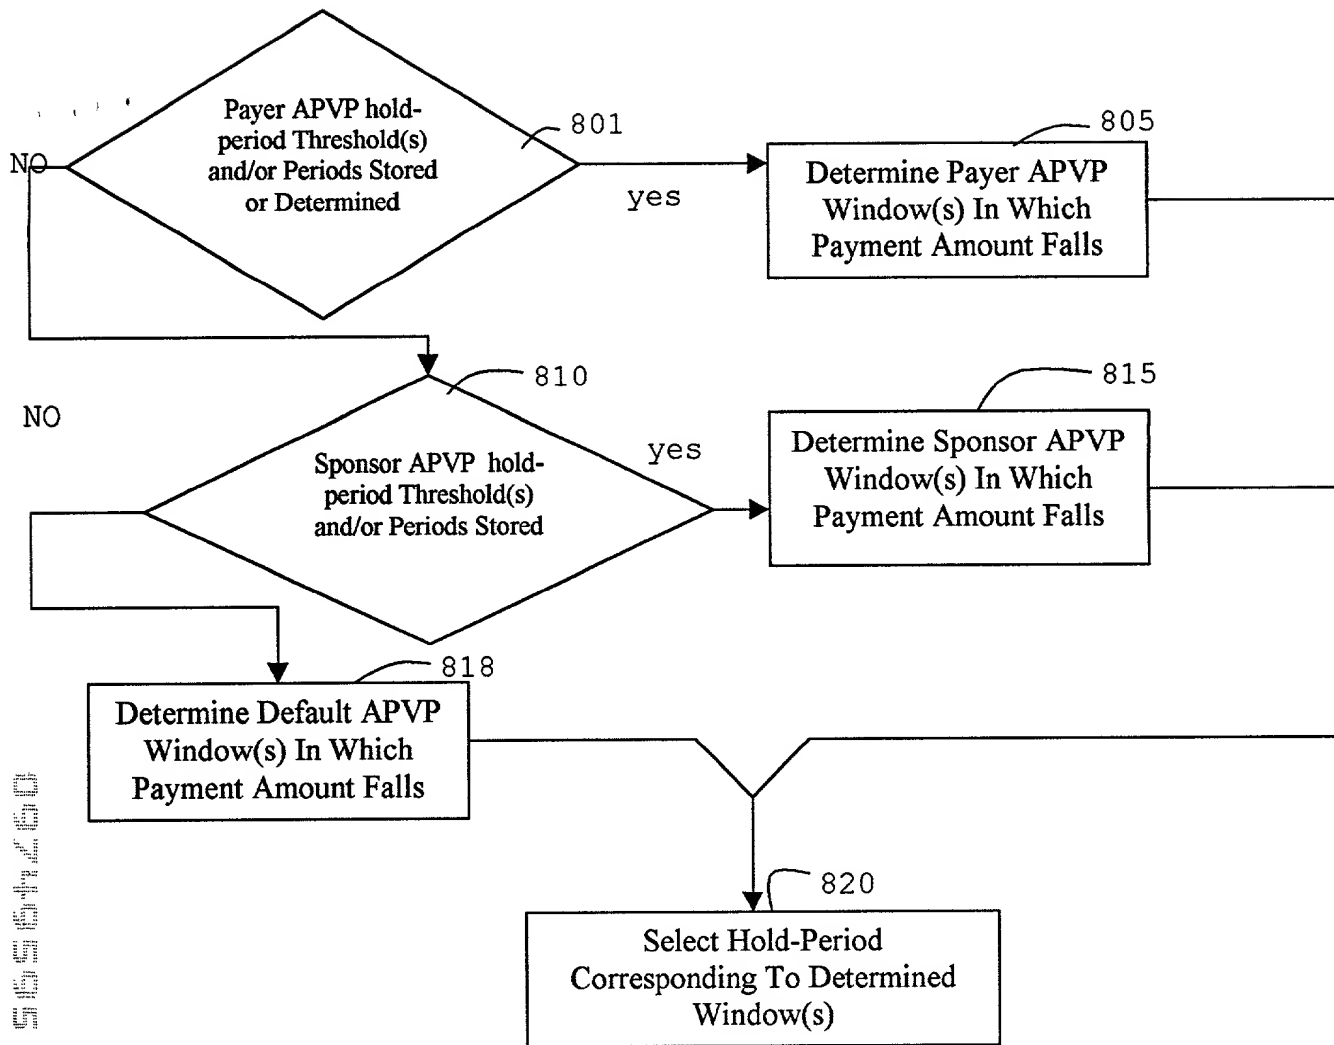 Payer APVP hold-
period Threshold(s)
and/or Periods Stored
or Determined
801
NO
yes
805
Determine Payer APVP
Window(s) In Which
Payment Amount Falls
810
NO
Sponsor APVP hold-
period Threshold(s)
and/or Periods Stored
yes
815
Determine Sponsor APVP
Window(s) In Which
Payment Amount Falls
818
Determine Default APVP
Window(s) In Which
Payment Amount Falls
820
Select Hold-Period
Corresponding To Determined
Window(s)